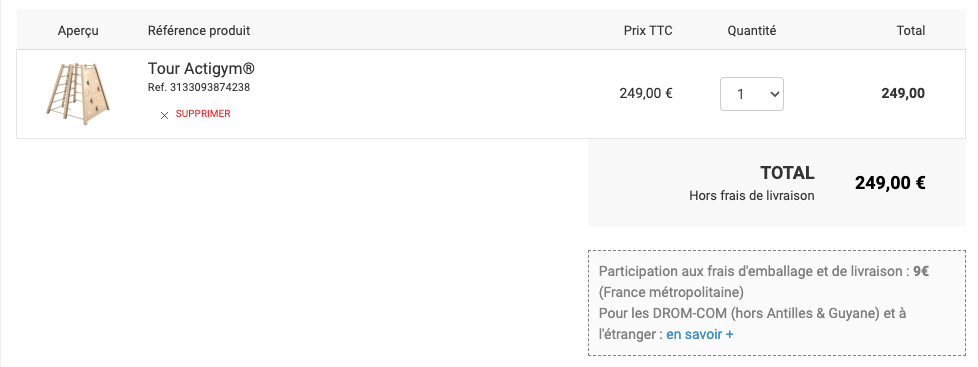 Aperçu Référence produit Prix TTC Quantité Total
Tour Actigym®
Ref. 3133093874238
SUPPRIMER
249,00 € 1 249,00
TOTAL
Hors frais de livraison
249,00 €
Participation aux frais d'emballage et de livraison : 9€
(France métropolitaine)
Pour les DROM-COM (hors Antilles & Guyane) et à
l'étranger : en savoir +